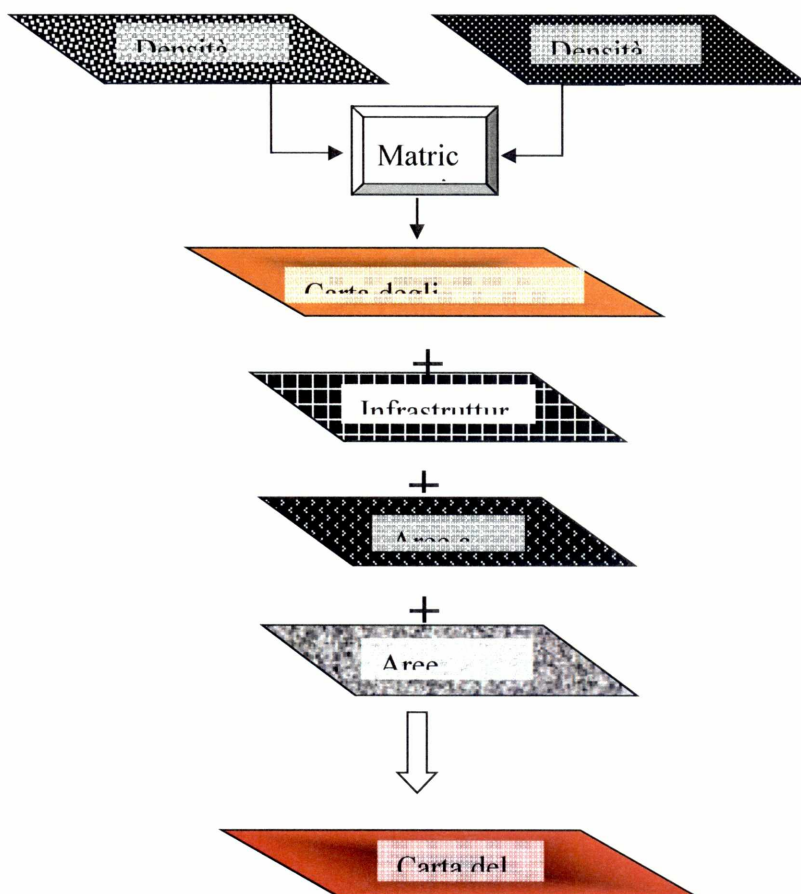 Densità
Densità
Matric
Carta degli
+
Infrastruttur
+
+
Aree
Carta del